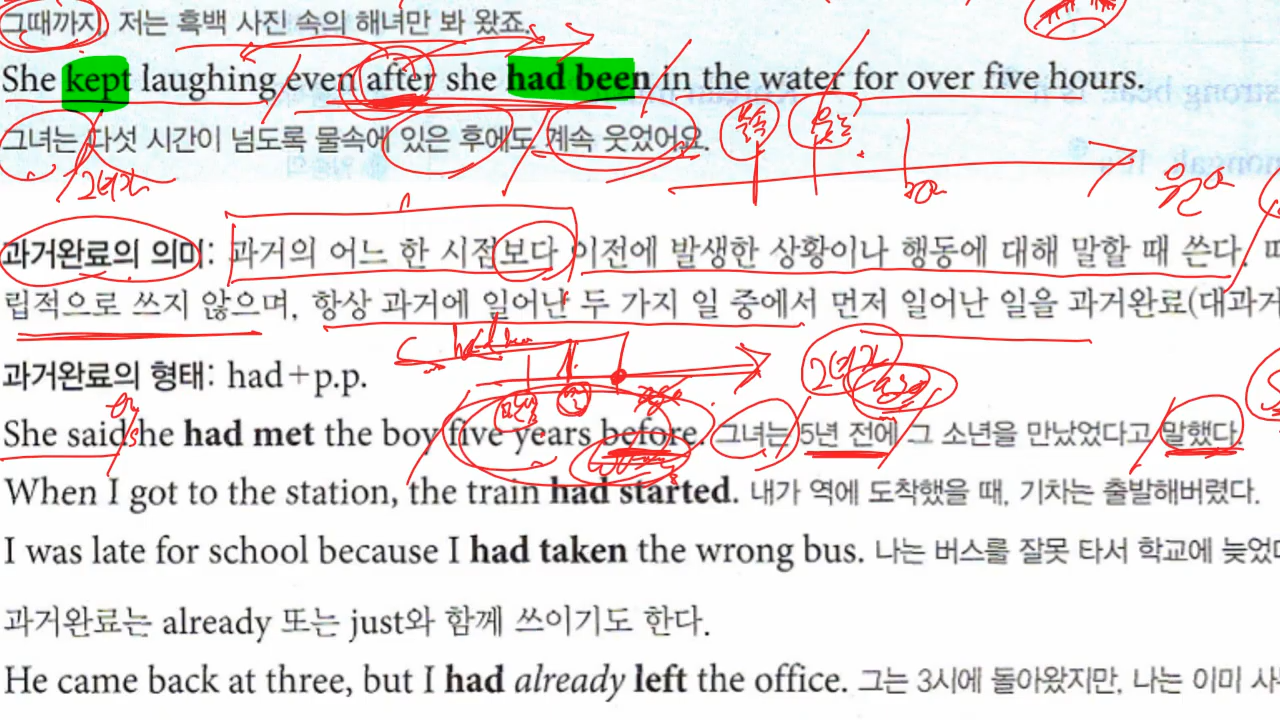 그때까지, 저는 흑백 사진 속의 해녀만 봐 왔죠.
She kept laughing even after she had been in the water for over five hours.
그녀는 다섯 시간이 넘도록 물속에 있은 후에도 계속 웃었어요.
과거완료의 의미: 과거의 어느 한 시점보다 이전에 발생한 상황이나 행동에 대해 말할 때 쓴다.
립적으로 쓰지 않으며, 항상 과거에 일어난 두 가지 일 중에서 먼저 일어난 일을 과거완료(대과거
had been
과거완료의 형태: had+p.p.
She said he had met the boy five years before. 그녀는 5년 전에 그 소년을 만났었다고 말했다.
When I got to the station, the train had started. 내가 역에 도착했을 때, 기차는 출발해버렸다.
I was late for school because I had taken the wrong bus. 나는 버스를 잘못 타서 학교에 늦었
과거완료는 already 또는 just와 함께 쓰이기도 한다.
He came back at three, but I had already left the office. 그는 3시에 돌아왔지만, 나는 이미 사